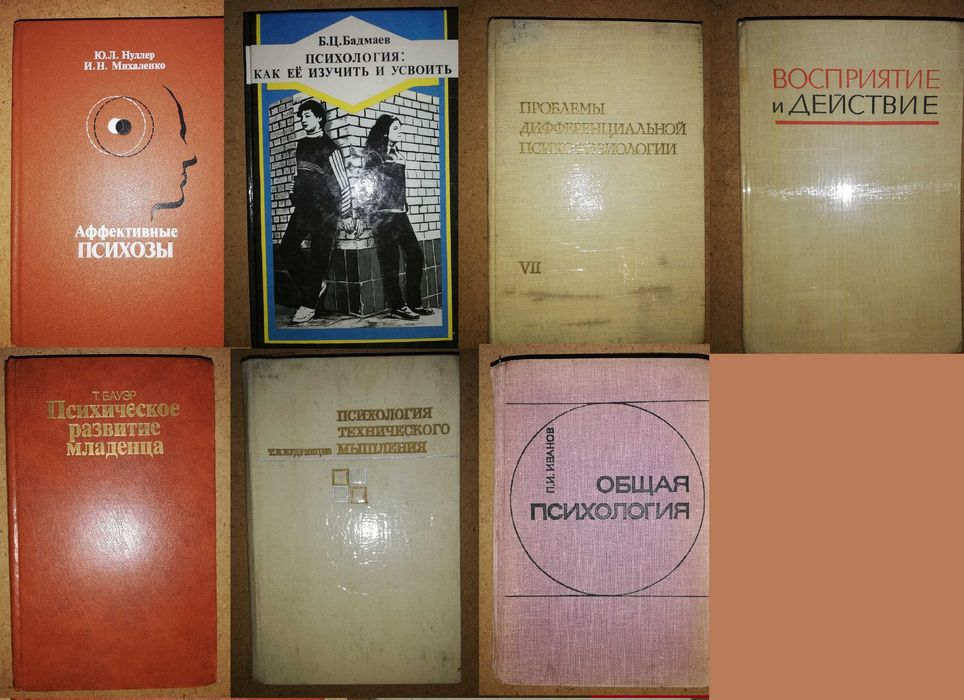 Ю.Л. Нуллер
И.Н. Михаленко
Аффективные
ПСИХОЗЫ
Б.Ц.Бадмаев
ПСИХОЛОГИЯ:
КАК ЕЁ ИЗУЧИТЬ И УСВОИТЬ
ПРОБЛЕМЫ
ДИФФЕРЕНЦИАЛЬНОЙ
ПСИХОФИЗИОЛОГИИ
VII
ВОСПРИЯТИЕ
И ДЕЙСТВИЕ
Т. БАУЭР
Психическое
развитие
младенца
ПСИХОЛОГИЯ
ТЕХНИЧЕСКОГО
Т.В.КУДРЯВЦЕВ МЫШЛЕНИЯ
П.И. ИВАНОВ
ОБЩАЯ
ПСИХОЛОГИЯ